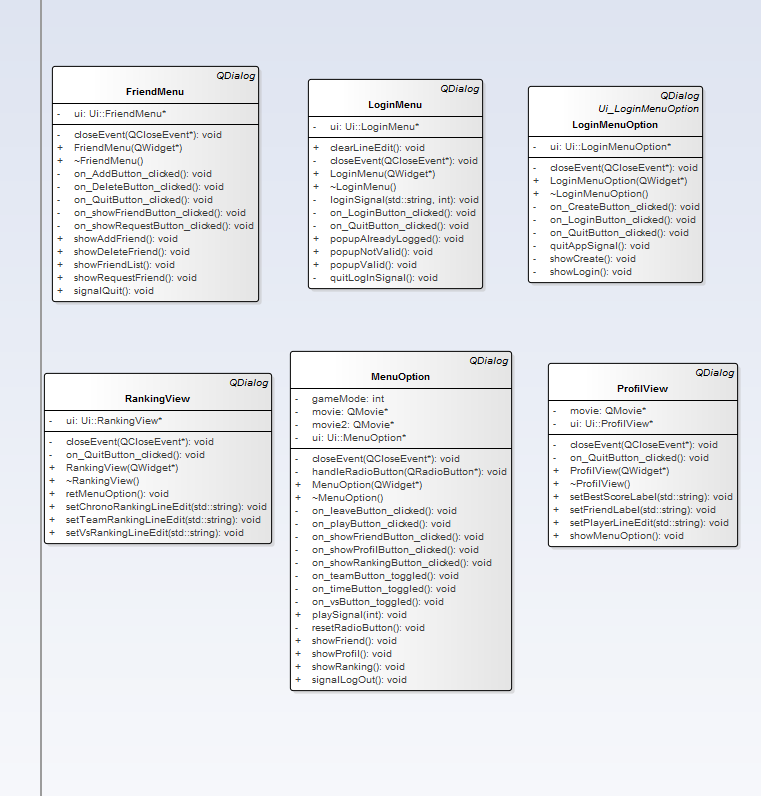 QDialog
FriendMenu
- ui: Ui::FriendMenu*
- closeEvent(QCloseEvent*): void
+ FriendMenu(QWidget*)
+ ~FriendMenu()
- on_AddButton_clicked(): void
- on_DeleteButton_clicked(): void
- on_QuitButton_clicked(): void
- on_showFriendButton_clicked(): void
- on_showRequestButton_clicked(): void
+ showAddFriend(): void
+ showDeleteFriend(): void
+ showFriendList(): void
+ showRequestFriend(): void
+ signalQuit(): void
QDialog
LoginMenu
- ui: Ui::LoginMenu*
+ clearLineEdit(): void
- closeEvent(QCloseEvent*): void
+ LoginMenu(QWidget*)
+ ~LoginMenu()
- loginSignal(std::string, int): void
- on_LoginButton_clicked(): void
- on_QuitButton_clicked(): void
+ popupAlreadyLogged(): void
+ popupNotValid(): void
+ popupValid(): void
- quitLogInSignal(): void
QDialog
Ui_LoginMenuOption
LoginMenuOption
- ui: Ui::LoginMenuOption*
- closeEvent(QCloseEvent*): void
+ LoginMenuOption(QWidget*)
+ ~LoginMenuOption()
- on_CreateButton_clicked(): void
- on_LoginButton_clicked(): void
- on_QuitButton_clicked(): void
- quitAppSignal(): void
- showCreate(): void
- showLogin(): void
QDialog
RankingView
- ui: Ui::RankingView*
- closeEvent(QCloseEvent*): void
- on_QuitButton_clicked(): void
+ RankingView(QWidget*)
+ ~RankingView()
+ retMenuOption(): void
+ setChronoRankingLineEdit(std::string): void
+ setTeamRankingLineEdit(std::string): void
+ setVsRankingLineEdit(std::string): void
QDialog
MenuOption
- gameMode: int
- movie: QMovie*
- movie2: QMovie*
- ui: Ui::MenuOption*
- closeEvent(QCloseEvent*): void
- handleRadioButton(QRadioButton*): void
+ MenuOption(QWidget*)
+ ~MenuOption()
- on_leaveButton_clicked(): void
- on_playButton_clicked(): void
- on_showFriendButton_clicked(): void
- on_showProfilButton_clicked(): void
- on_showRankingButton_clicked(): void
- on_teamButton_toggled(): void
- on_timeButton_toggled(): void
- on_vsButton_toggled(): void
+ playSignal(int): void
- resetRadioButton(): void
+ showFriend(): void
+ showProfil(): void
+ showRanking(): void
+ signalLogOut(): void
QDialog
ProfilView
- movie: QMovie*
- ui: Ui::ProfilView*
- closeEvent(QCloseEvent*): void
- on_QuitButton_clicked(): void
+ ProfilView(QWidget*)
+ ~ProfilView()
+ setBestScoreLabel(std::string): void
+ setFriendLabel(std::string): void
+ setPlayerLineEdit(std::string): void
+ showMenuOption(): void